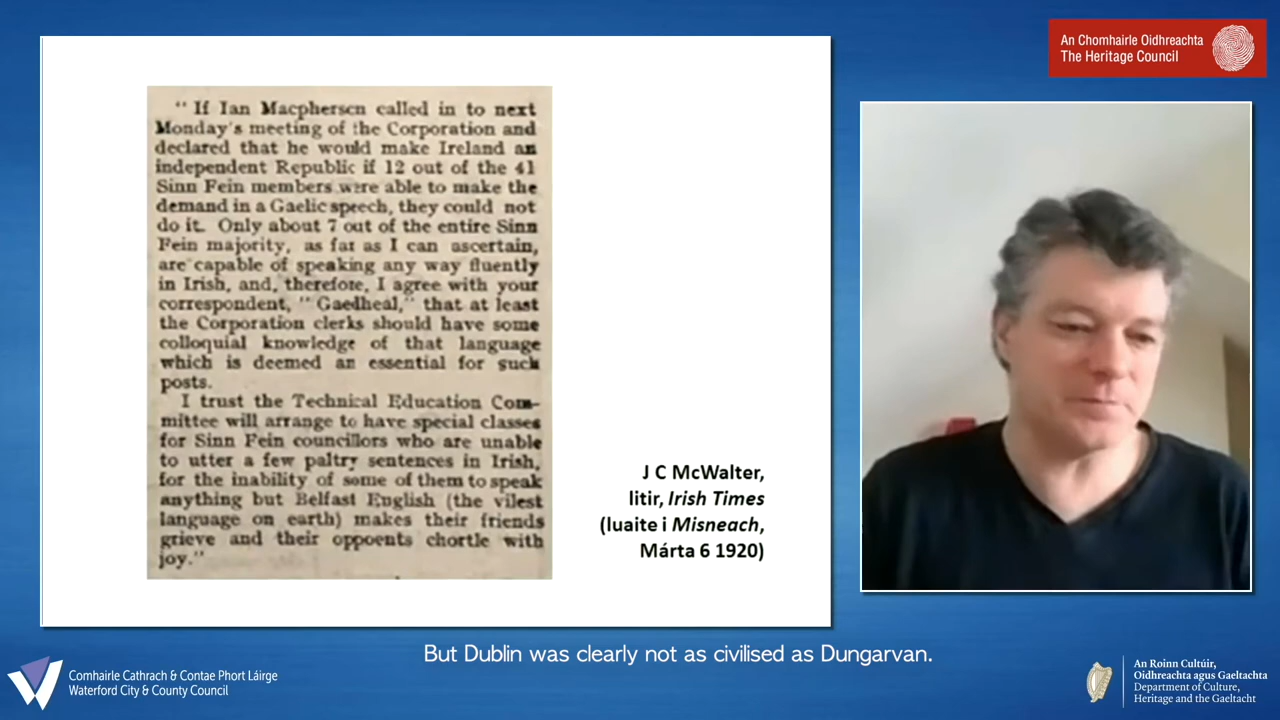 " If Ian Macphersen called in to next
Monday's meeting of the Corporation and
declared that he would make Ireland an
independent Republic if 12 out of the 41
Sinn Fein members were able to make the
demand in a Gaelic speech, they could not
do it. Only about 7 out of the entire Sinn
Fein majority, as far as I can ascertain,
are capable of speaking any way fluently
in Irish, and, therefore, I agree with your
correspondent, " Gaedheal," that at least
the Corporation clerks should have some
colloquial knowledge of that language
which is deemed an essential for such
posts.
I trust the Technical Education Com-
mittee will arrange to have special classes
for Sinn Fein councillors who are unable
to utter a few paltry sentences in Irish,
for the inability of some of them to speak
anything but Belfast English (the vilest
language on earth) makes their friends
grieve and their oppoents chortle with
joy."
J C McWalter,
litir, Irish Times
(luaite i Misneach,
Márta 6 1920)
An Chomhairle Oidhreachta
The Heritage Council
But Dublin was clearly not as civilised as Dungarvan.
Comhairle Cathrach & Contae Phort Láirge
Waterford City & County Council
An Roinn Cultúir,
Oidhreachta agus Gaeltachta
Department of Culture,
Heritage and the Gaeltacht